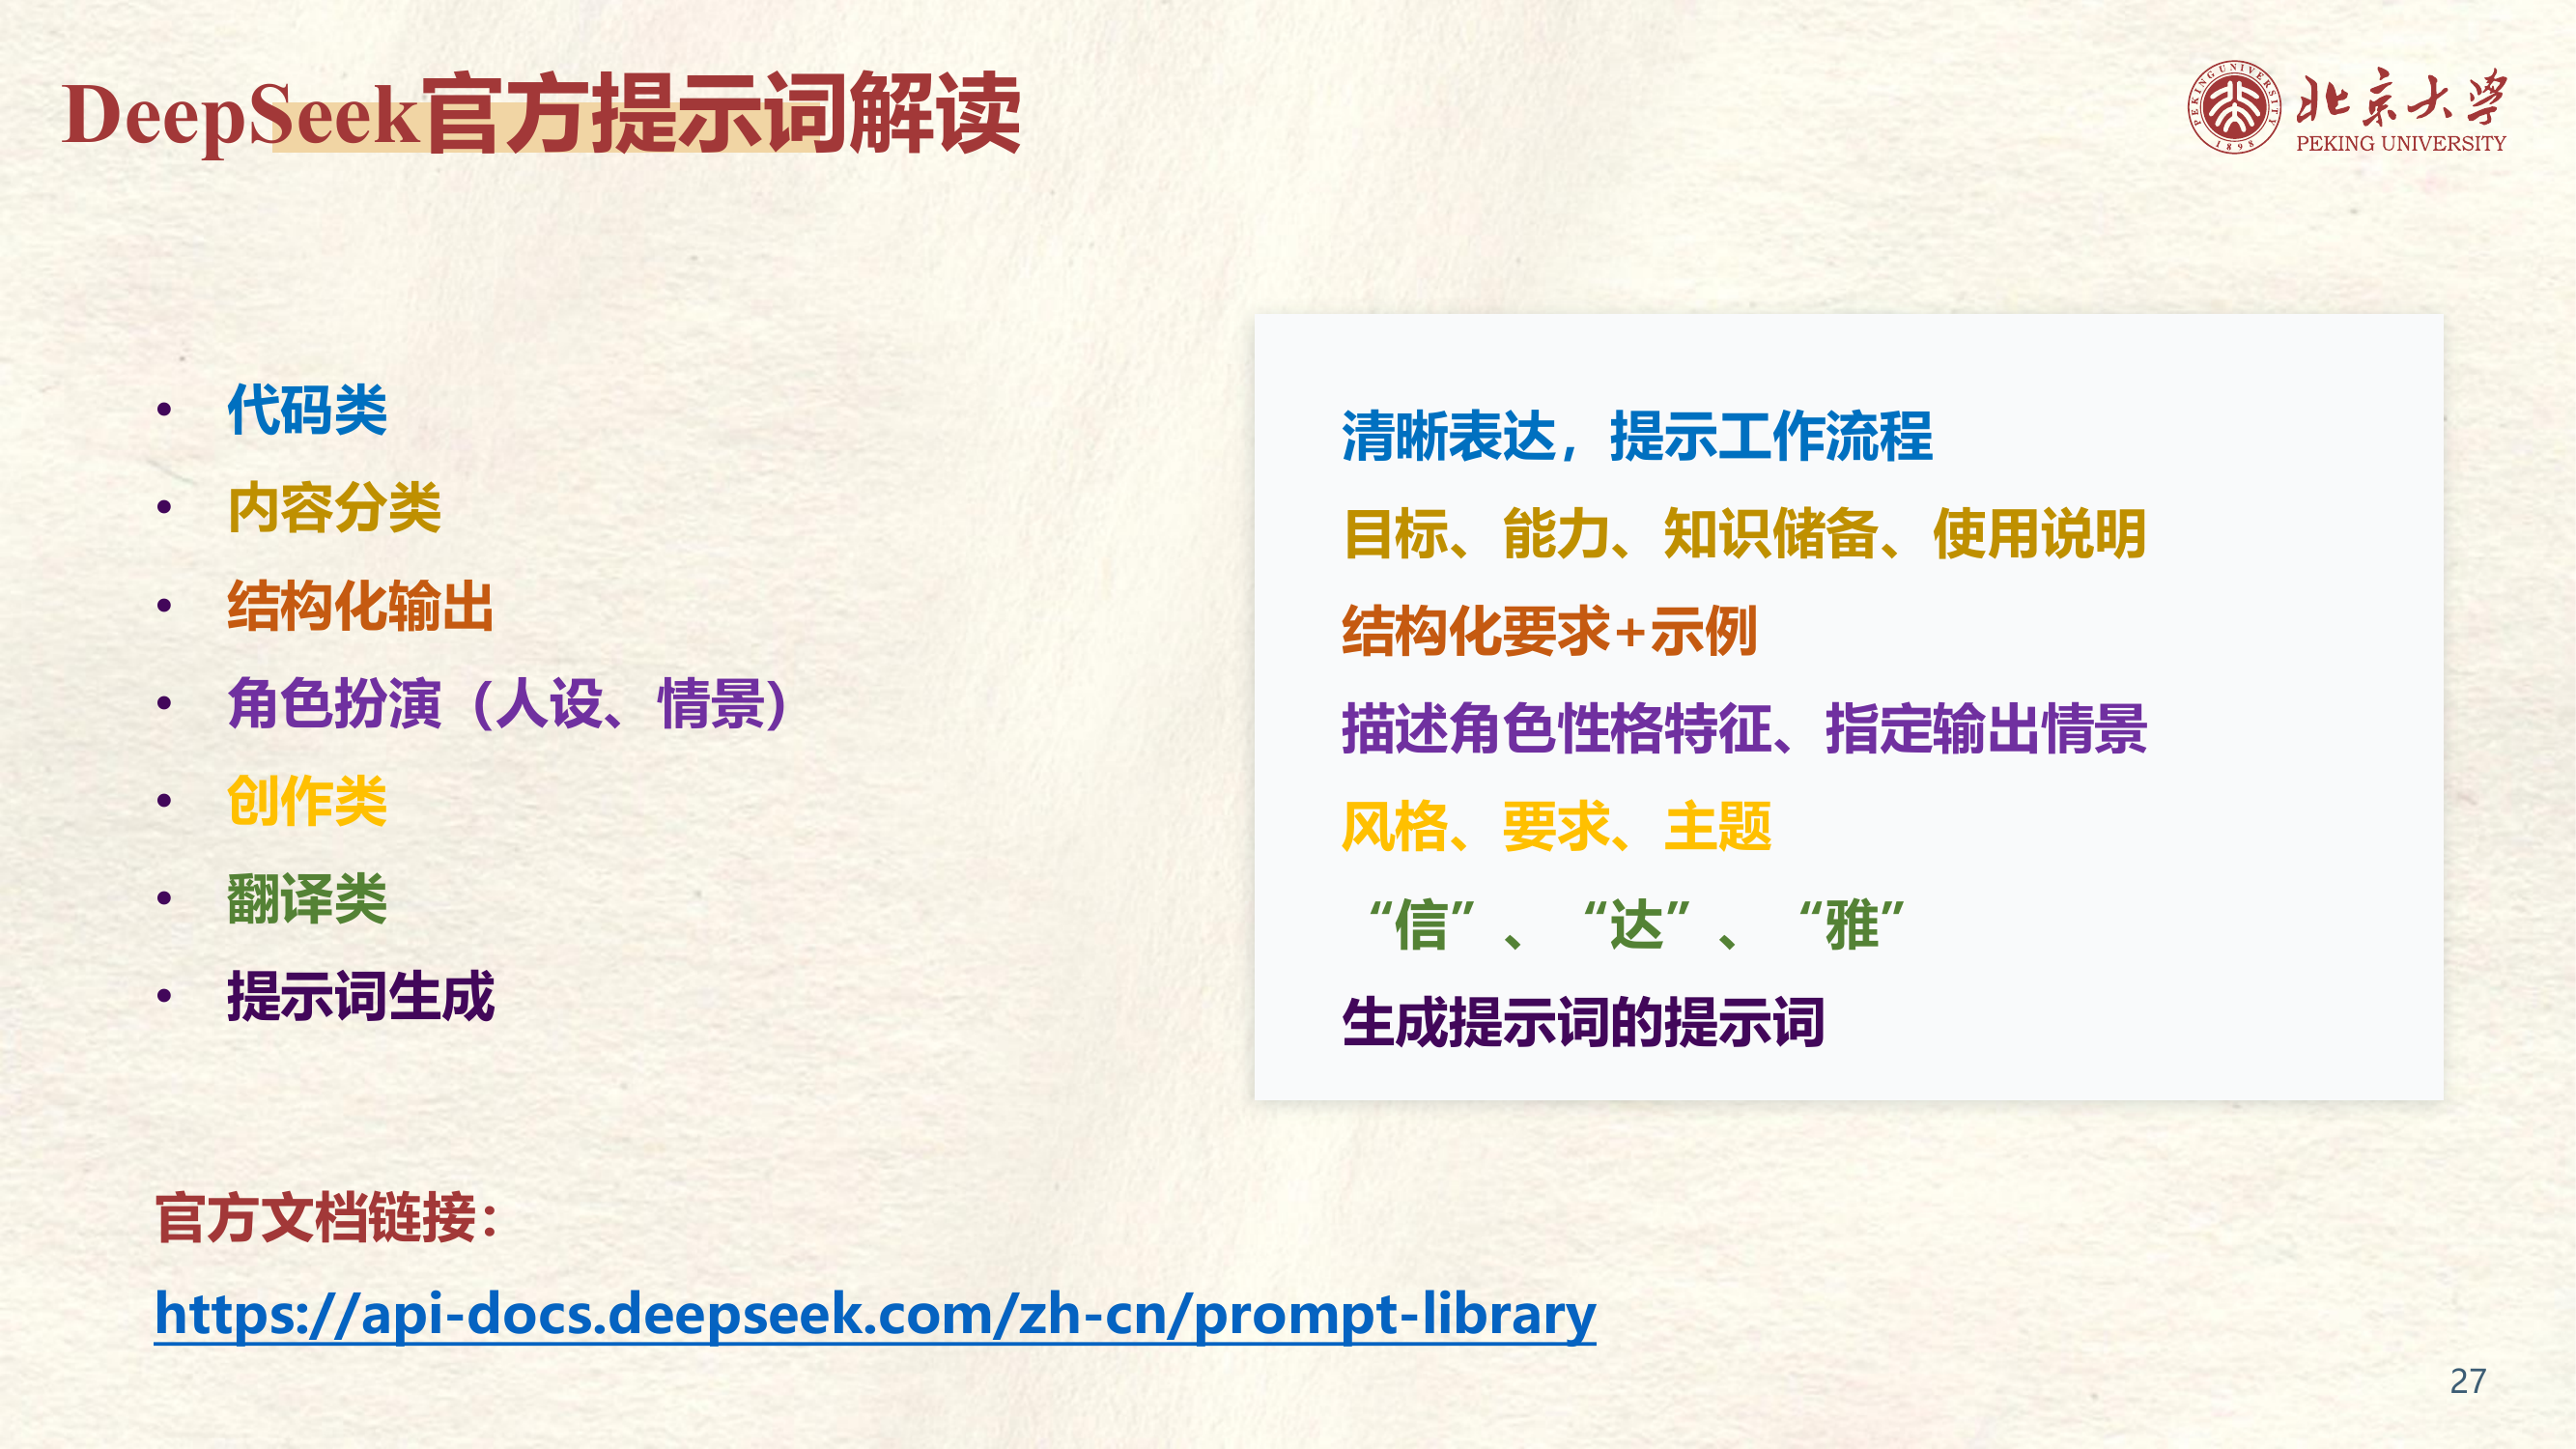 DeepSeek官方提示词解读
PEKING UNIVERSITY
1898
北京大学
PEKING UNIVERSITY
• 代码类
• 内容分类
• 结构化输出
• 角色扮演（人设、情景）
• 创作类
• 翻译类
• 提示词生成
清晰表达，提示工作流程
目标、能力、知识储备、使用说明
结构化要求+示例
描述角色性格特征、指定输出情景
风格、要求、主题
“信”、“达”、“雅”
生成提示词的提示词
官方文档链接：
https://api-docs.deepseek.com/zh-cn/prompt-library
27